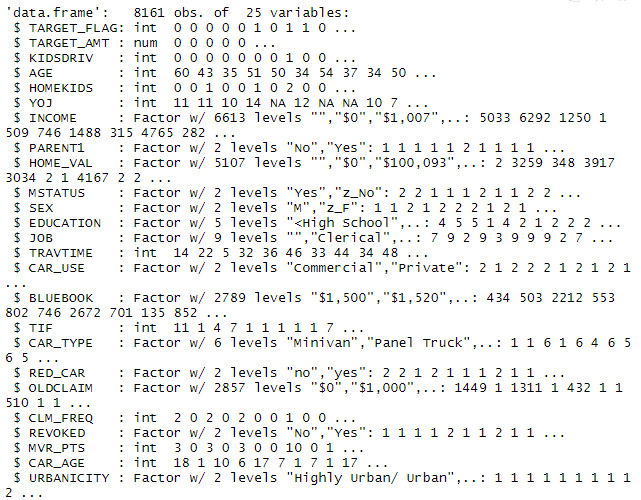 'data.frame':   8161 obs. of  25 variables:
 $ TARGET_FLAG: int  0 0 0 0 0 1 0 1 1 0 ...
 $ TARGET_AMT : num  0 0 0 0 0 ...
 $ KIDSDRIV   : int  0 0 0 0 0 0 0 1 0 0 ...
 $ AGE        : int  60 43 35 51 50 34 54 37 34 50 ...
 $ HOMEKIDS   : int  0 0 1 0 0 1 0 2 0 0 ...
 $ YOJ        : int  11 11 10 14 NA 12 NA NA 10 7 ...
 $ INCOME     : Factor w/ 6613 levels "","$0","$1,007",..: 5033 6292 1250 1
509 746 1488 315 4765 282 ...
 $ PARENT1    : Factor w/ 2 levels "No","Yes": 1 1 1 1 1 2 1 1 1 1 ...
 $ HOME_VAL   : Factor w/ 5107 levels "","$0","$100,093",..: 2 3259 348 3917
3034 2 1 4167 2 2 ...
 $ MSTATUS    : Factor w/ 2 levels "Yes","z_No": 2 2 1 1 1 2 1 1 2 2 ...
 $ SEX        : Factor w/ 2 levels "M","z_F": 1 1 2 1 2 2 2 1 2 1 ...
 $ EDUCATION  : Factor w/ 5 levels "<High School",..: 4 5 5 1 4 2 1 2 2 2 ...
 $ JOB        : Factor w/ 9 levels "","Clerical",..: 7 9 2 9 3 9 9 9 2 7 ...
 $ TRAVTIME   : int  14 22 5 32 36 46 33 44 34 48 ...
 $ CAR_USE    : Factor w/ 2 levels "Commercial","Private": 2 1 2 2 2 1 2 1 2 1
...
 $ BLUEBOOK   : Factor w/ 2789 levels "$1,500","$1,520",..: 434 503 2212 553
802 746 2672 701 135 852 ...
 $ TIF        : int  11 1 4 7 1 1 1 1 1 7 ...
 $ CAR_TYPE   : Factor w/ 6 levels "Minivan","Panel Truck",..: 1 1 6 1 6 4 6 5
6 5 ...
 $ RED_CAR    : Factor w/ 2 levels "no","yes": 2 2 1 2 1 1 1 2 1 1 ...
 $ OLDCLAIM   : Factor w/ 2857 levels "$0","$1,000",..: 1449 1 1311 1 432 1 1
510 1 1 ...
 $ CLM_FREQ   : int  2 0 2 0 2 0 0 1 0 0 ...
 $ REVOKED    : Factor w/ 2 levels "No","Yes": 1 1 1 1 2 1 1 2 1 1 ...
 $ MVR_PTS    : int  3 0 3 0 3 0 0 10 0 1 ...
 $ CAR_AGE    : int  18 1 10 6 17 7 1 7 1 17 ...
 $ URBANICITY : Factor w/ 2 levels "Highly Urban/ Urban",..: 1 1 1 1 1 1 1 1 1
2 ...